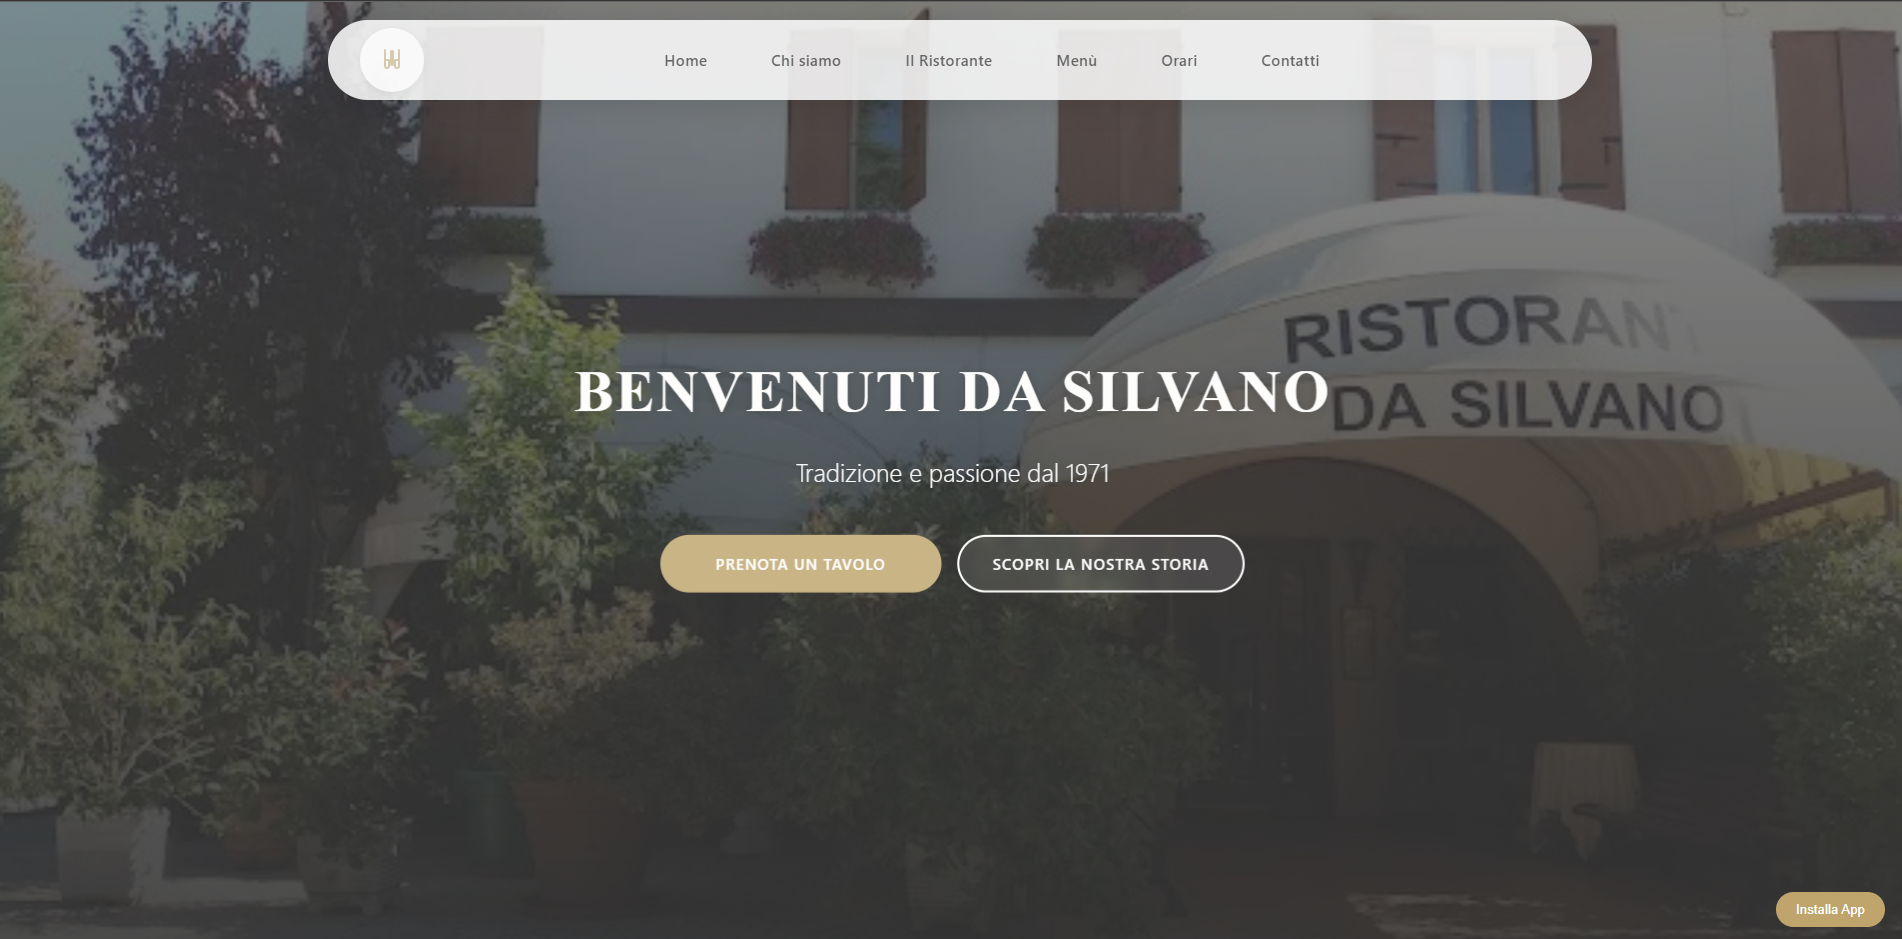 Home
Chi siamo
Il Ristorante
Menù
Orari
Contatti
RISTORANT
DA SILVANO
BENVENUTI DA SILVANO
Tradizione e passione dal 1971
PRENOTA UN TAVOLO
SCOPRI LA NOSTRA STORIA
Installa App